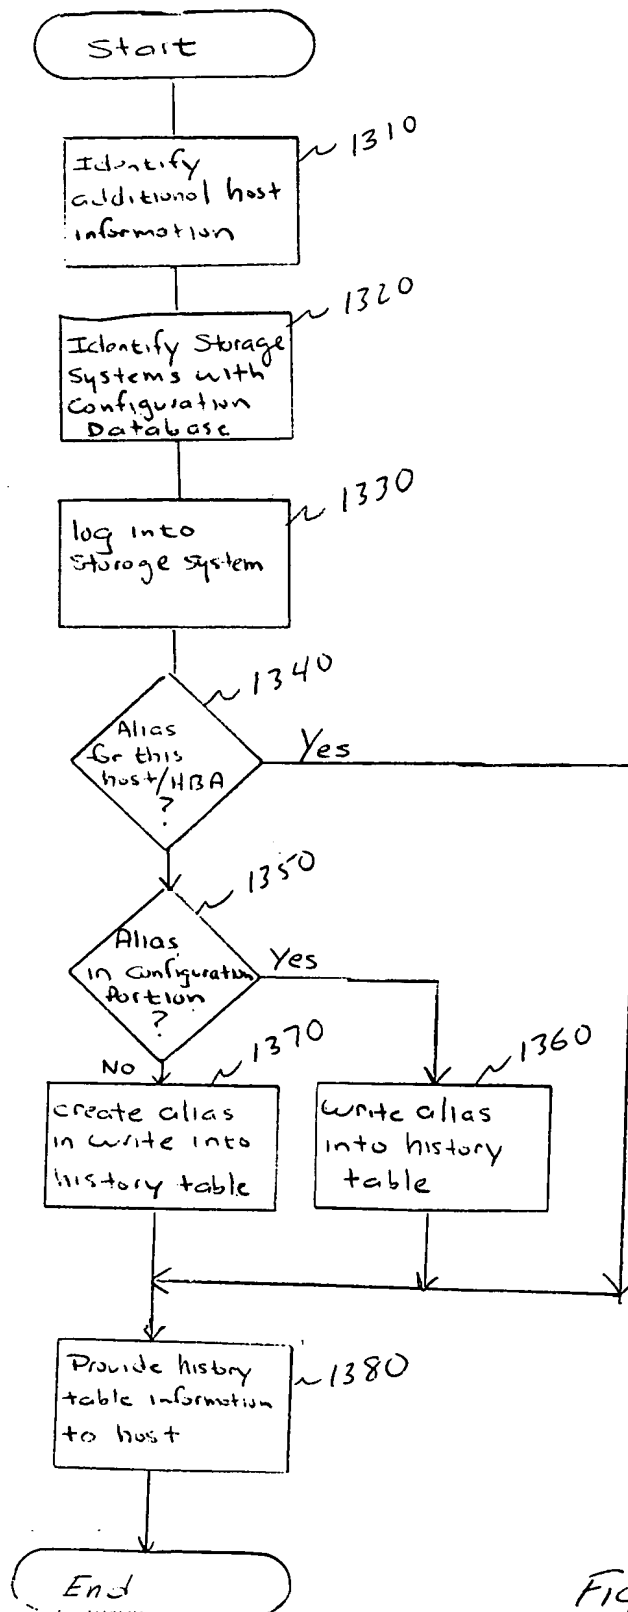 Start
1310
Identify
additional host
information
1320
Identify Storage
Systems with
Configuration
Database
1330
log into
Storage system
1340
Alias
for this
host/HBA
?
Yes
1350
Alias
in Configuration
Portion
?
Yes
No
1370
create alias
in write into
history table
1360
write alias
into history
table
Provide history
table information
to host
1380
End
FIG